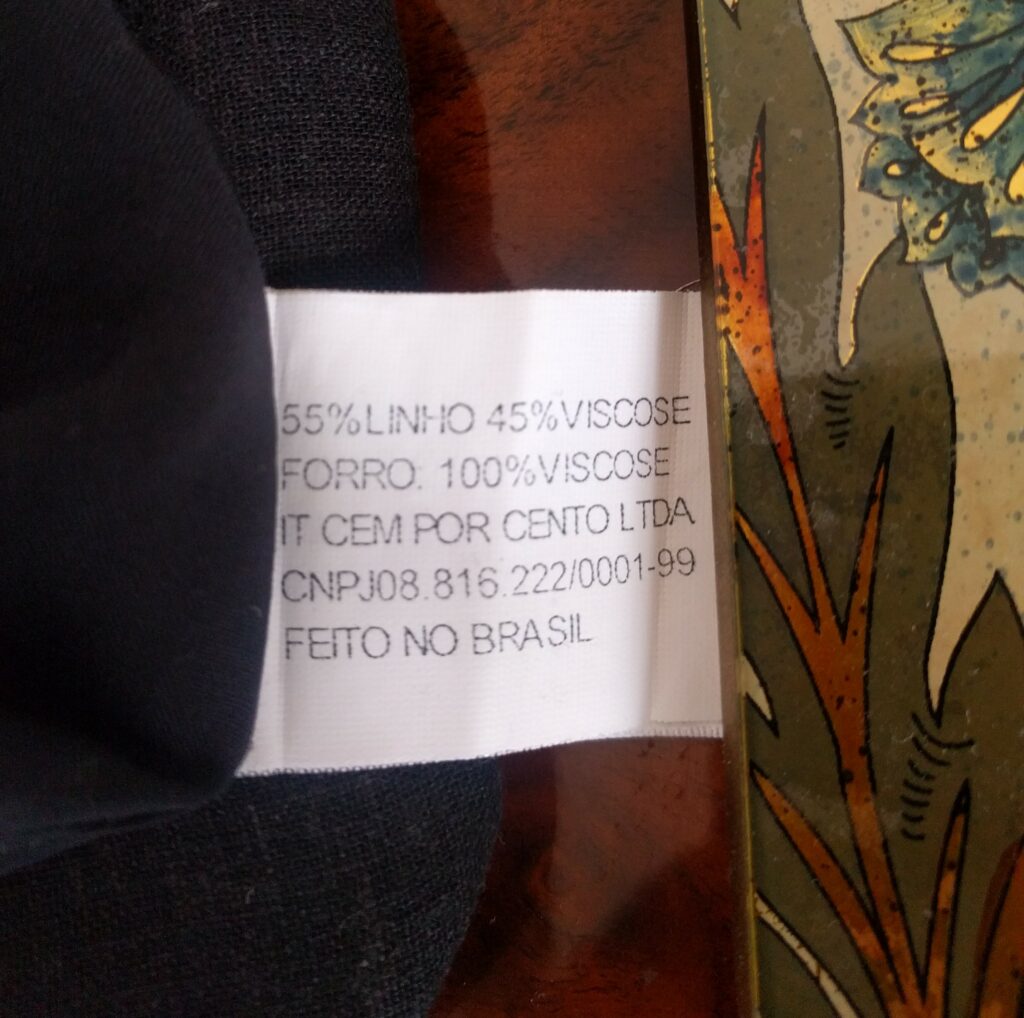 55%LINHO 45%VISCOSE
FORRO: 100%VISCOSE
IT CEM POR CENTO LTDA
CNPJ08.816.222/0001-99
FEITO NO BRASIL